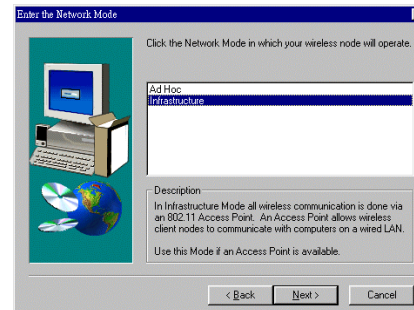 Enter the Network Mode
Click the Network Mode in which your wireless node will operate.
Ad Hoc
Infrastructure
Description
In Infrastructure Mode all wireless communication is done via
an 802.11 Access Point. An Access Point allows wireless
client nodes to communicate with computers on a wired LAN.
Use this Mode if an Access Point is available.
< Back
Next >
Cancel